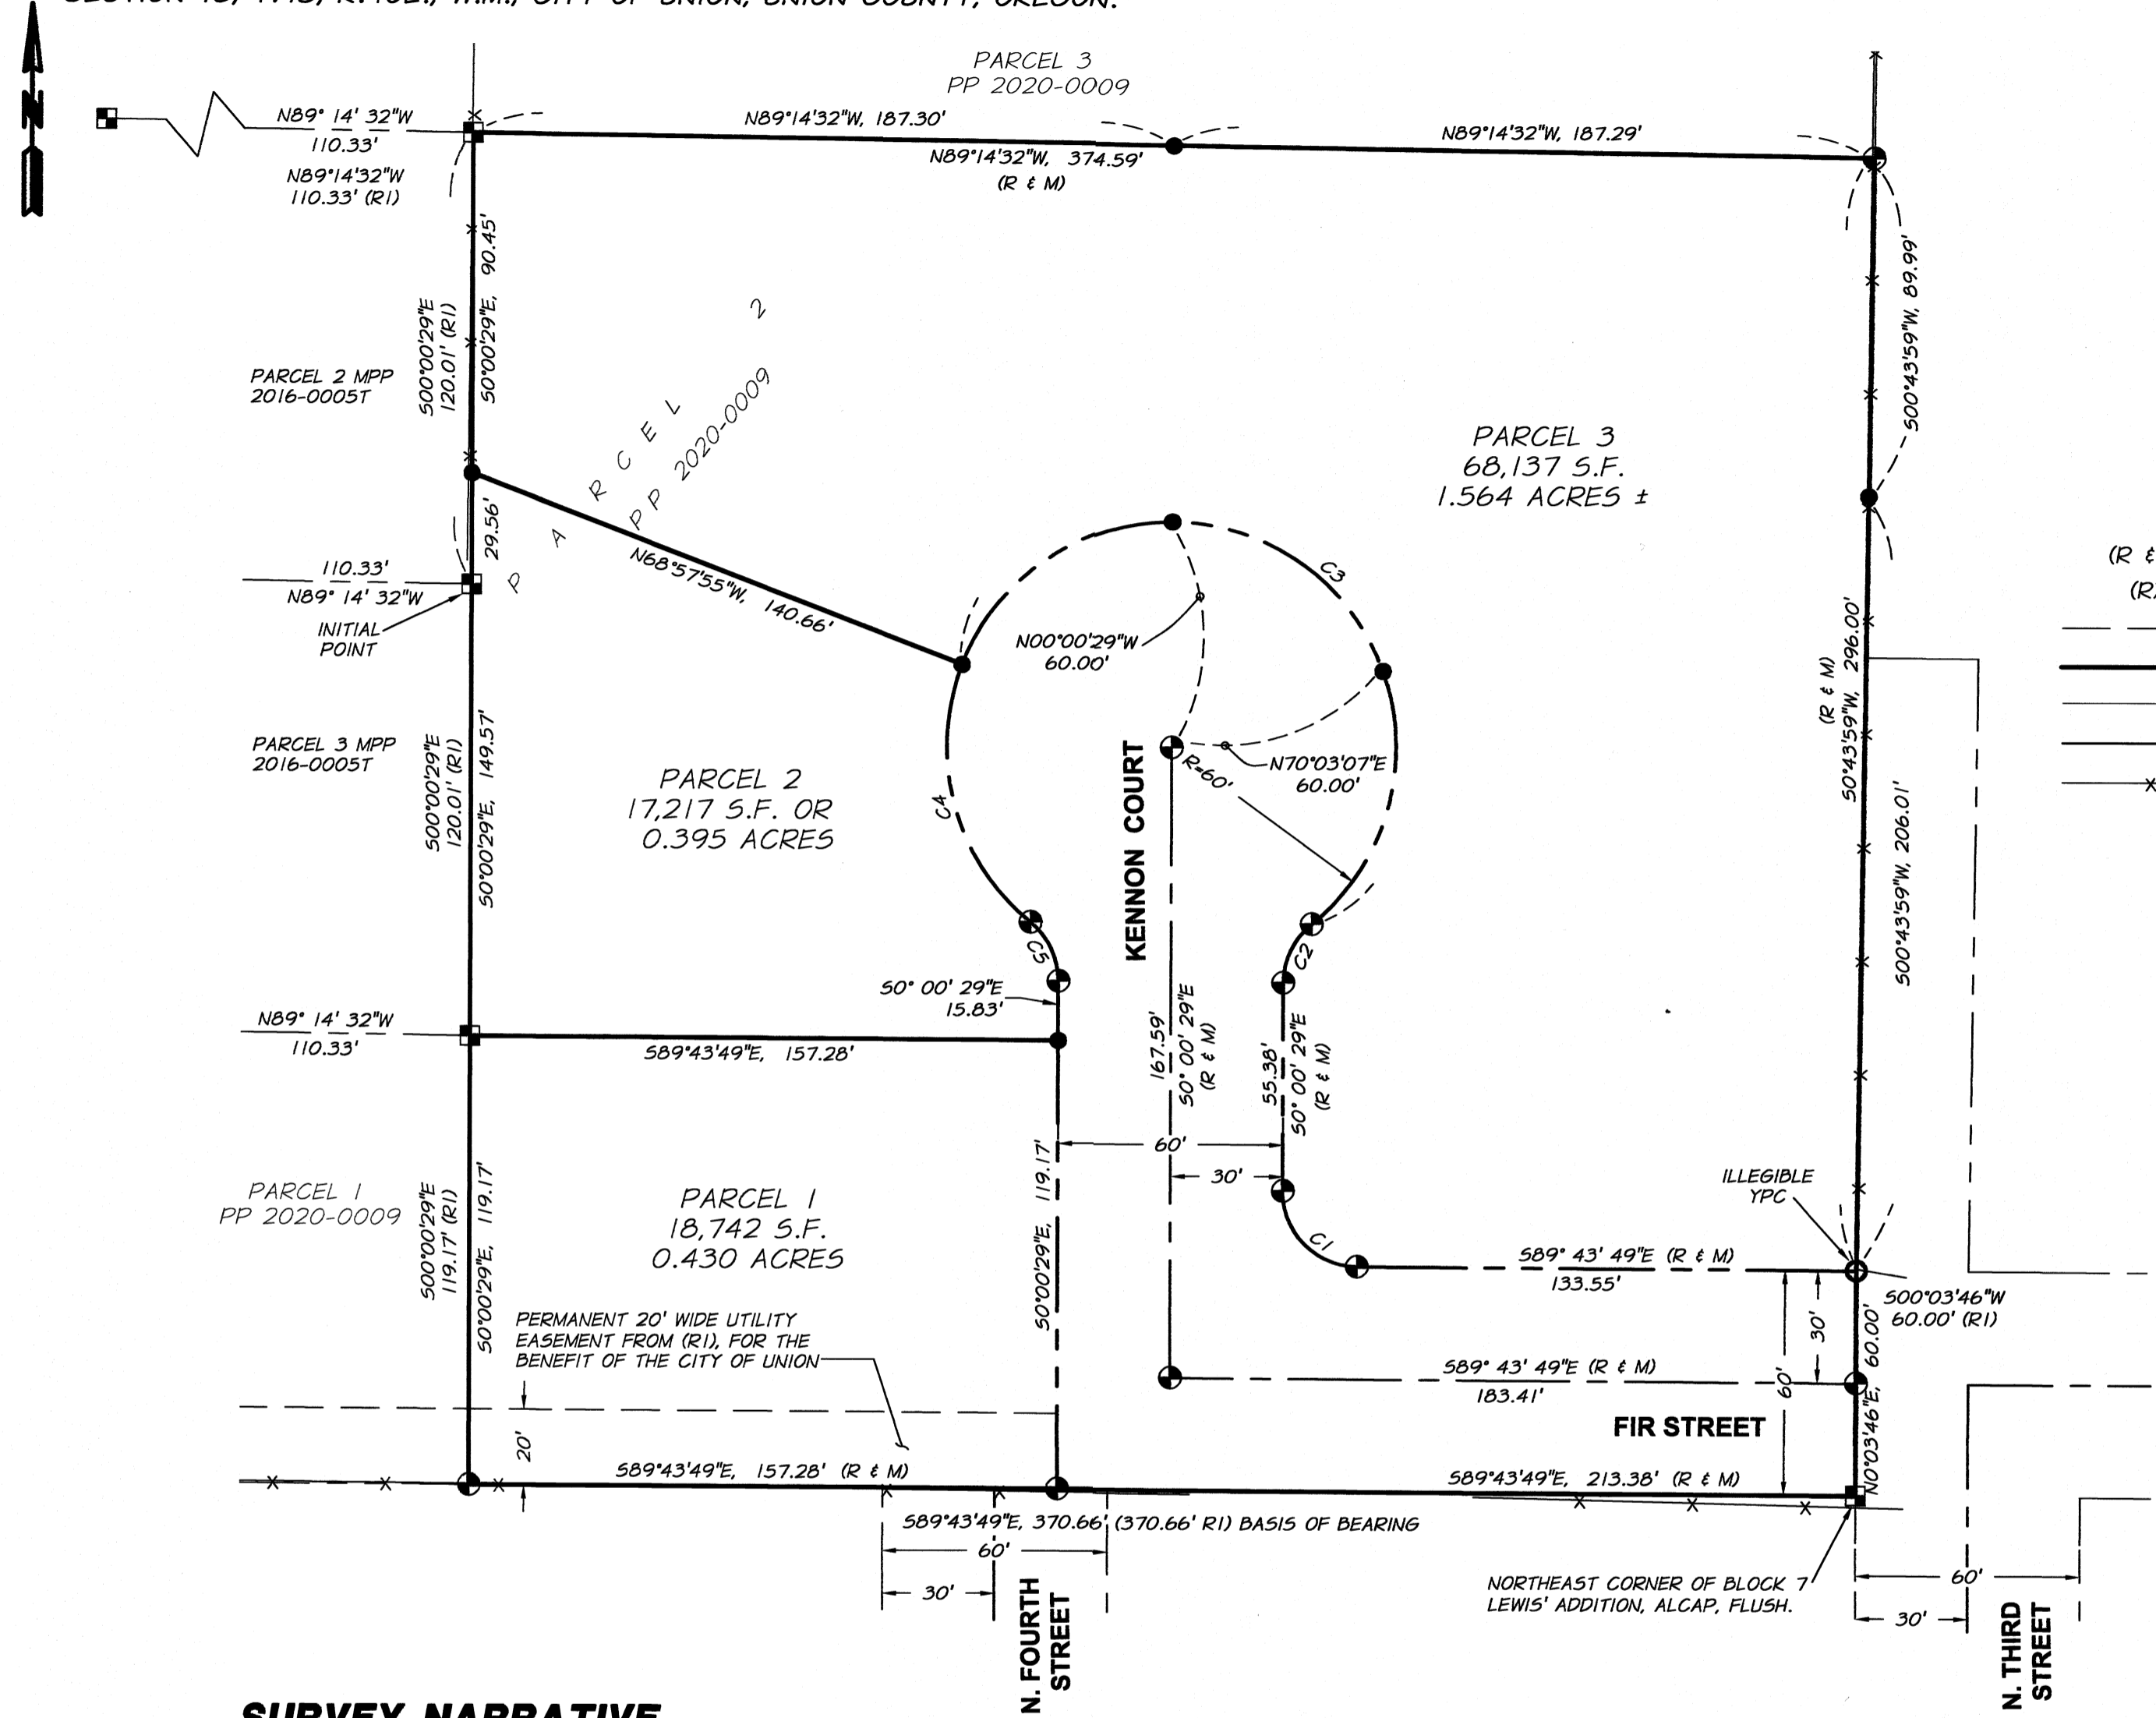 PARCEL 3
PP 2020-0009
N
N89° 14' 32"W
110.33'
N89°14'32"W
110.33' (R1)
N89°14'32"W, 187.30'
N89°14'32"W, 374.59'
(R & M)
N89°14'32"W, 187.29'
S00°00'29"E
120.01' (R1)
S0°00'29"E, 90.45'
S00°43'59"W, 89.99'
PARCEL 2 MPP
2016-0005T
PARCEL 2
PP 2020-0009
PARCEL 3
68,137 S.F.
1.564 ACRES ±
29.56'
N68°57'55"W, 140.66'
110.33'
N89° 14' 32"W
INITIAL
POINT
C3
N00°00'29"W
60.00'
(R & M)
S0°43'59"W, 296.00'
PARCEL 3 MPP
2016-0005T
S00°00'29"E
120.01' (R1)
S0°00'29"E, 149.57'
PARCEL 2
17,217 S.F. OR
0.395 ACRES
C4
KENNON COURT
R=60'
N70°03'07"E
60.00'
S00°43'59"W, 206.01'
C5
C2
S0° 00' 29"E
15.83'
N89° 14' 32"W
110.33'
S89°43'49"E, 157.28'
167.59'
S0° 00' 29"E
(R & M)
55.38'
S0° 00' 29"E
(R & M)
60'
30'
PARCEL 1
PP 2020-0009
S00°00'29"E
119.17' (R1)
S0°00'29"E, 119.17'
PARCEL 1
18,742 S.F.
0.430 ACRES
S0°00'29"E, 119.17'
C1
ILLEGIBLE
YPC
S89° 43' 49"E (R & M)
133.55'
S00°03'46"W
60.00' (R1)
PERMANENT 20' WIDE UTILITY
EASEMENT FROM (R1), FOR THE
BENEFIT OF THE CITY OF UNION
30'
60'
N0°03'46"E, 60.00'
S89° 43' 49"E (R & M)
183.41'
FIR STREET
20'
S89°43'49"E, 157.28' (R & M)
S89°43'49"E, 213.38' (R & M)
S89°43'49"E, 370.66' (370.66' R1) BASIS OF BEARING
60'
30'
N. FOURTH
STREET
NORTHEAST CORNER OF BLOCK 7
LEWIS' ADDITION, ALCAP, FLUSH.
60'
30'
N. THIRD
STREET
SURVEY NARRATIVE